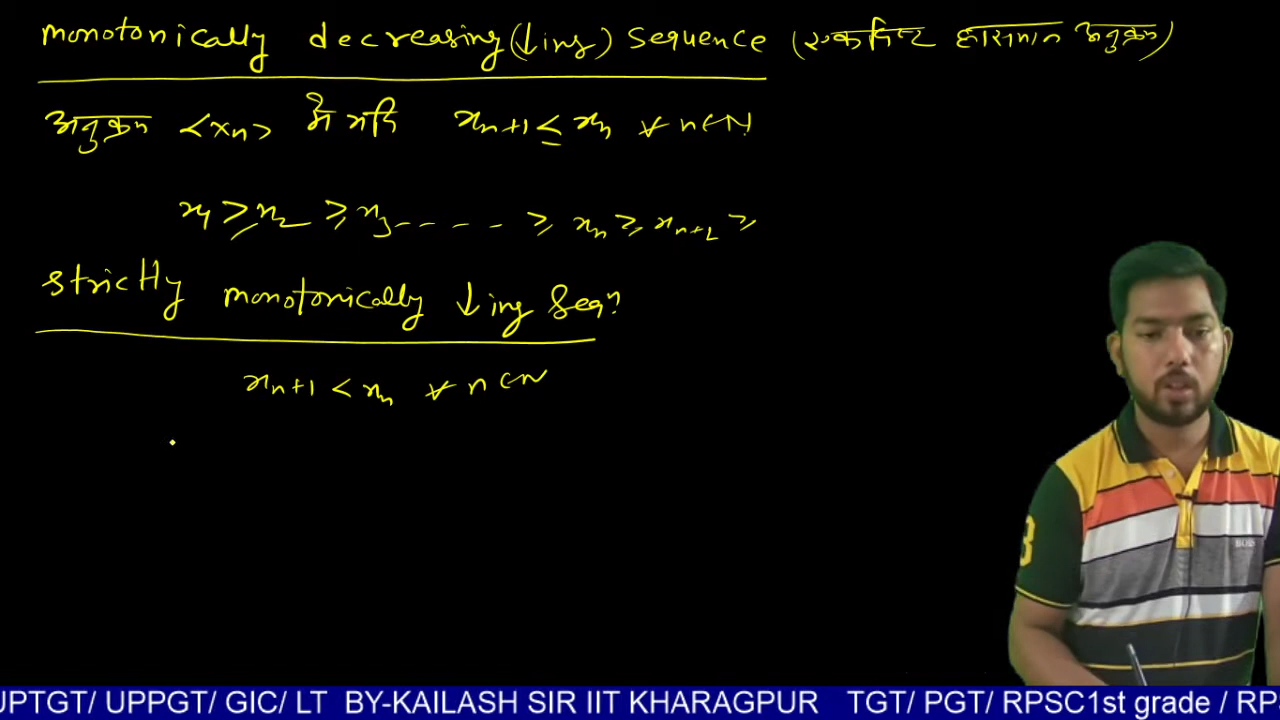 monotonically decreasing (↓ing) sequence (एकदिष्ट ह्रासमान अनुक्रम)
अनुक्रम <xn> में यदि xn+1 ≤ xn ∀ n∈N
x1 ≥ x2 ≥ x3 ----- ≥ xn ≥ xn+2 ≥
strictly monotonically ↓ing Seqn
xn+1 < xn ∀ n∈N
UPTGT/ UPPGT/ GIC/ LT BY-KAILASH SIR IIT KHARAGPUR TGT/ PGT/ RPSC1st grade / RPS